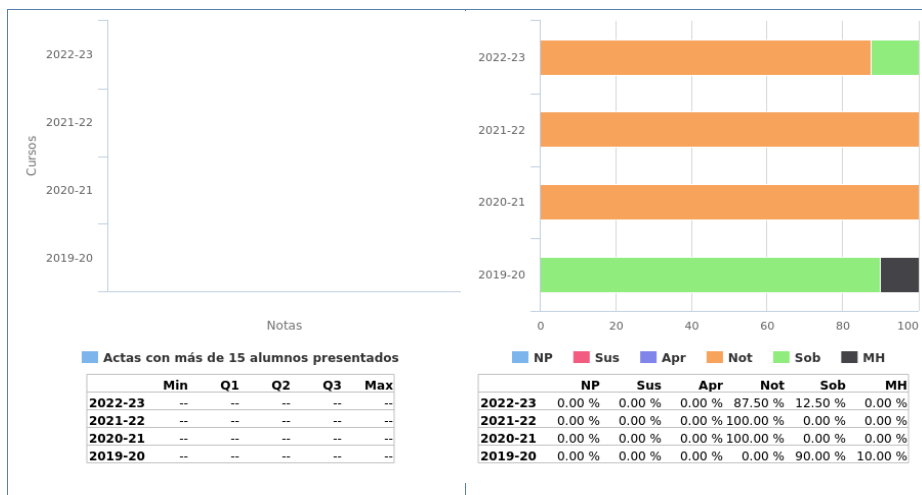 2022-23
2021-22
2020-21
2019-20
Cursos
Notas
Actas con más de 15 alumnos presentados
Min Q1 Q2 Q3 Max
2022-23 -- -- -- -- --
2021-22 -- -- -- -- --
2020-21 -- -- -- -- --
2019-20 -- -- -- -- --
2022-23
2021-22
2020-21
2019-20
0 20 40 60 80 100
NP Sus Apr Not Sob MH
NP Sus Apr Not Sob MH
2022-23 0.00 % 0.00 % 0.00 % 87.50 % 12.50 % 0.00 %
2021-22 0.00 % 0.00 % 0.00 % 100.00 % 0.00 % 0.00 %
2020-21 0.00 % 0.00 % 0.00 % 100.00 % 0.00 % 0.00 %
2019-20 0.00 % 0.00 % 0.00 % 0.00 % 90.00 % 10.00 %